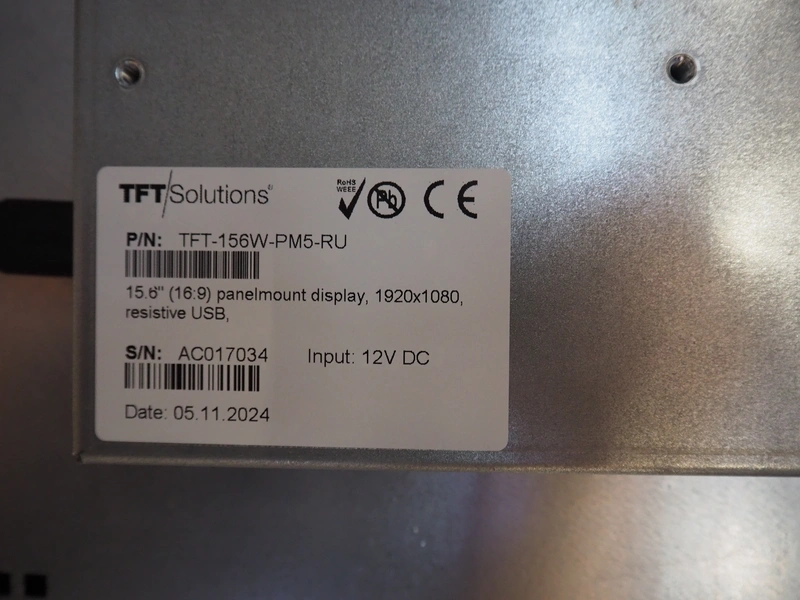 TFT/Solutions
RoHS
WEEE
Pb
CE
P/N: TFT-156W-PM5-RU
15.6" (16:9) panelmount display, 1920x1080,
resistive USB,
S/N: AC017034 Input: 12V DC
Date: 05.11.2024